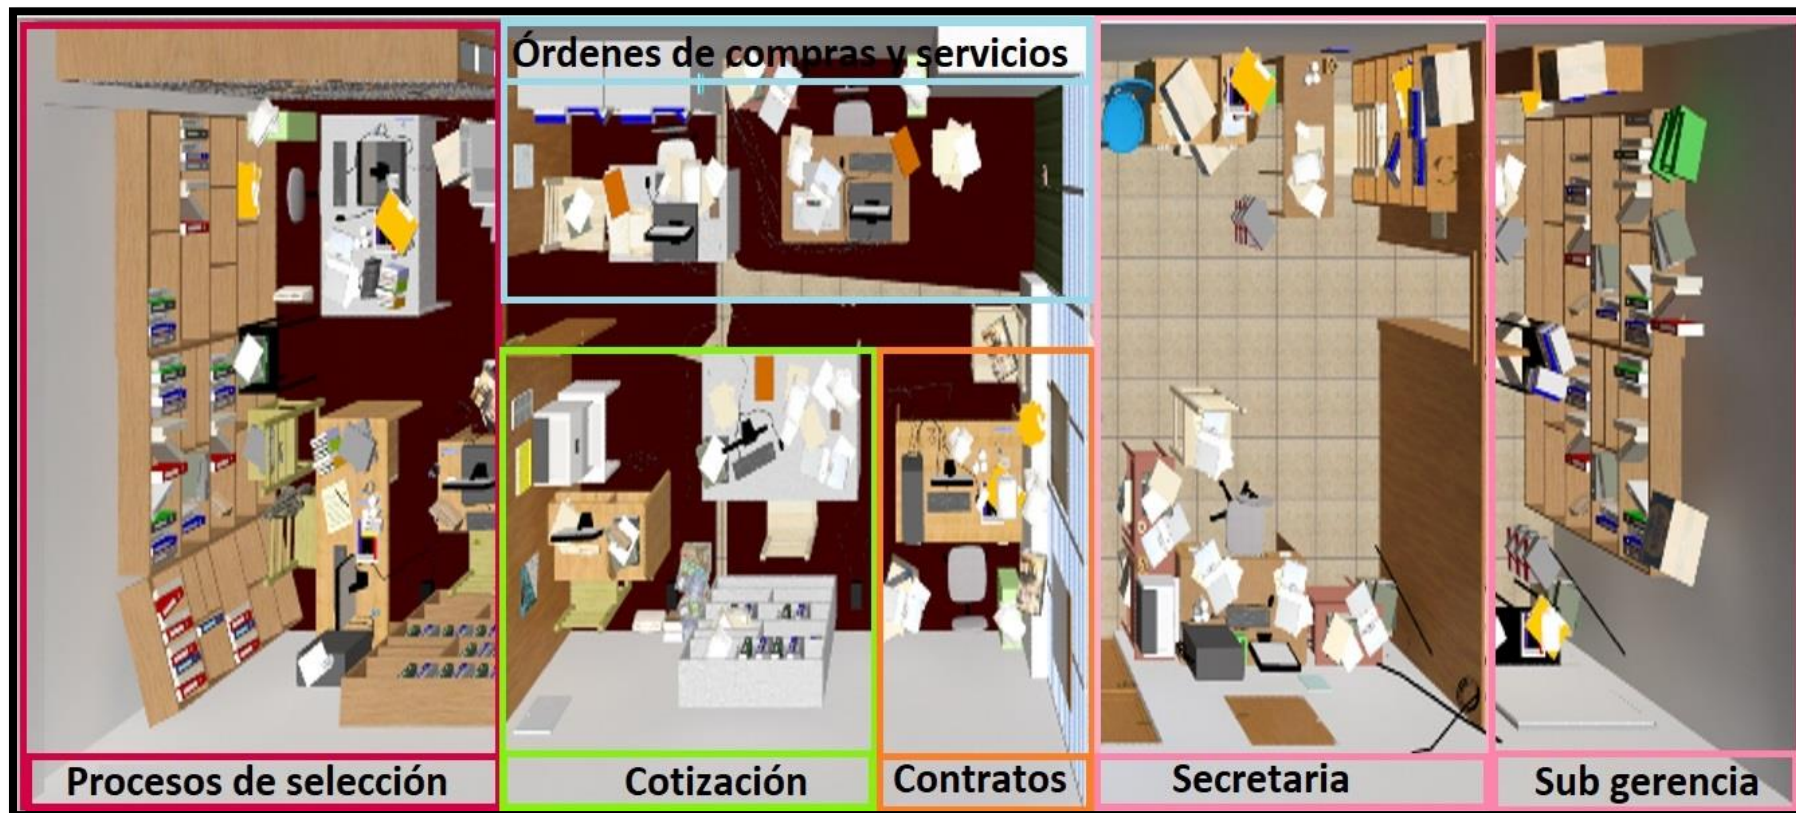 Órdenes de compras y servicios
Procesos de selección
Cotización
Contratos
Secretaria
Sub gerencia